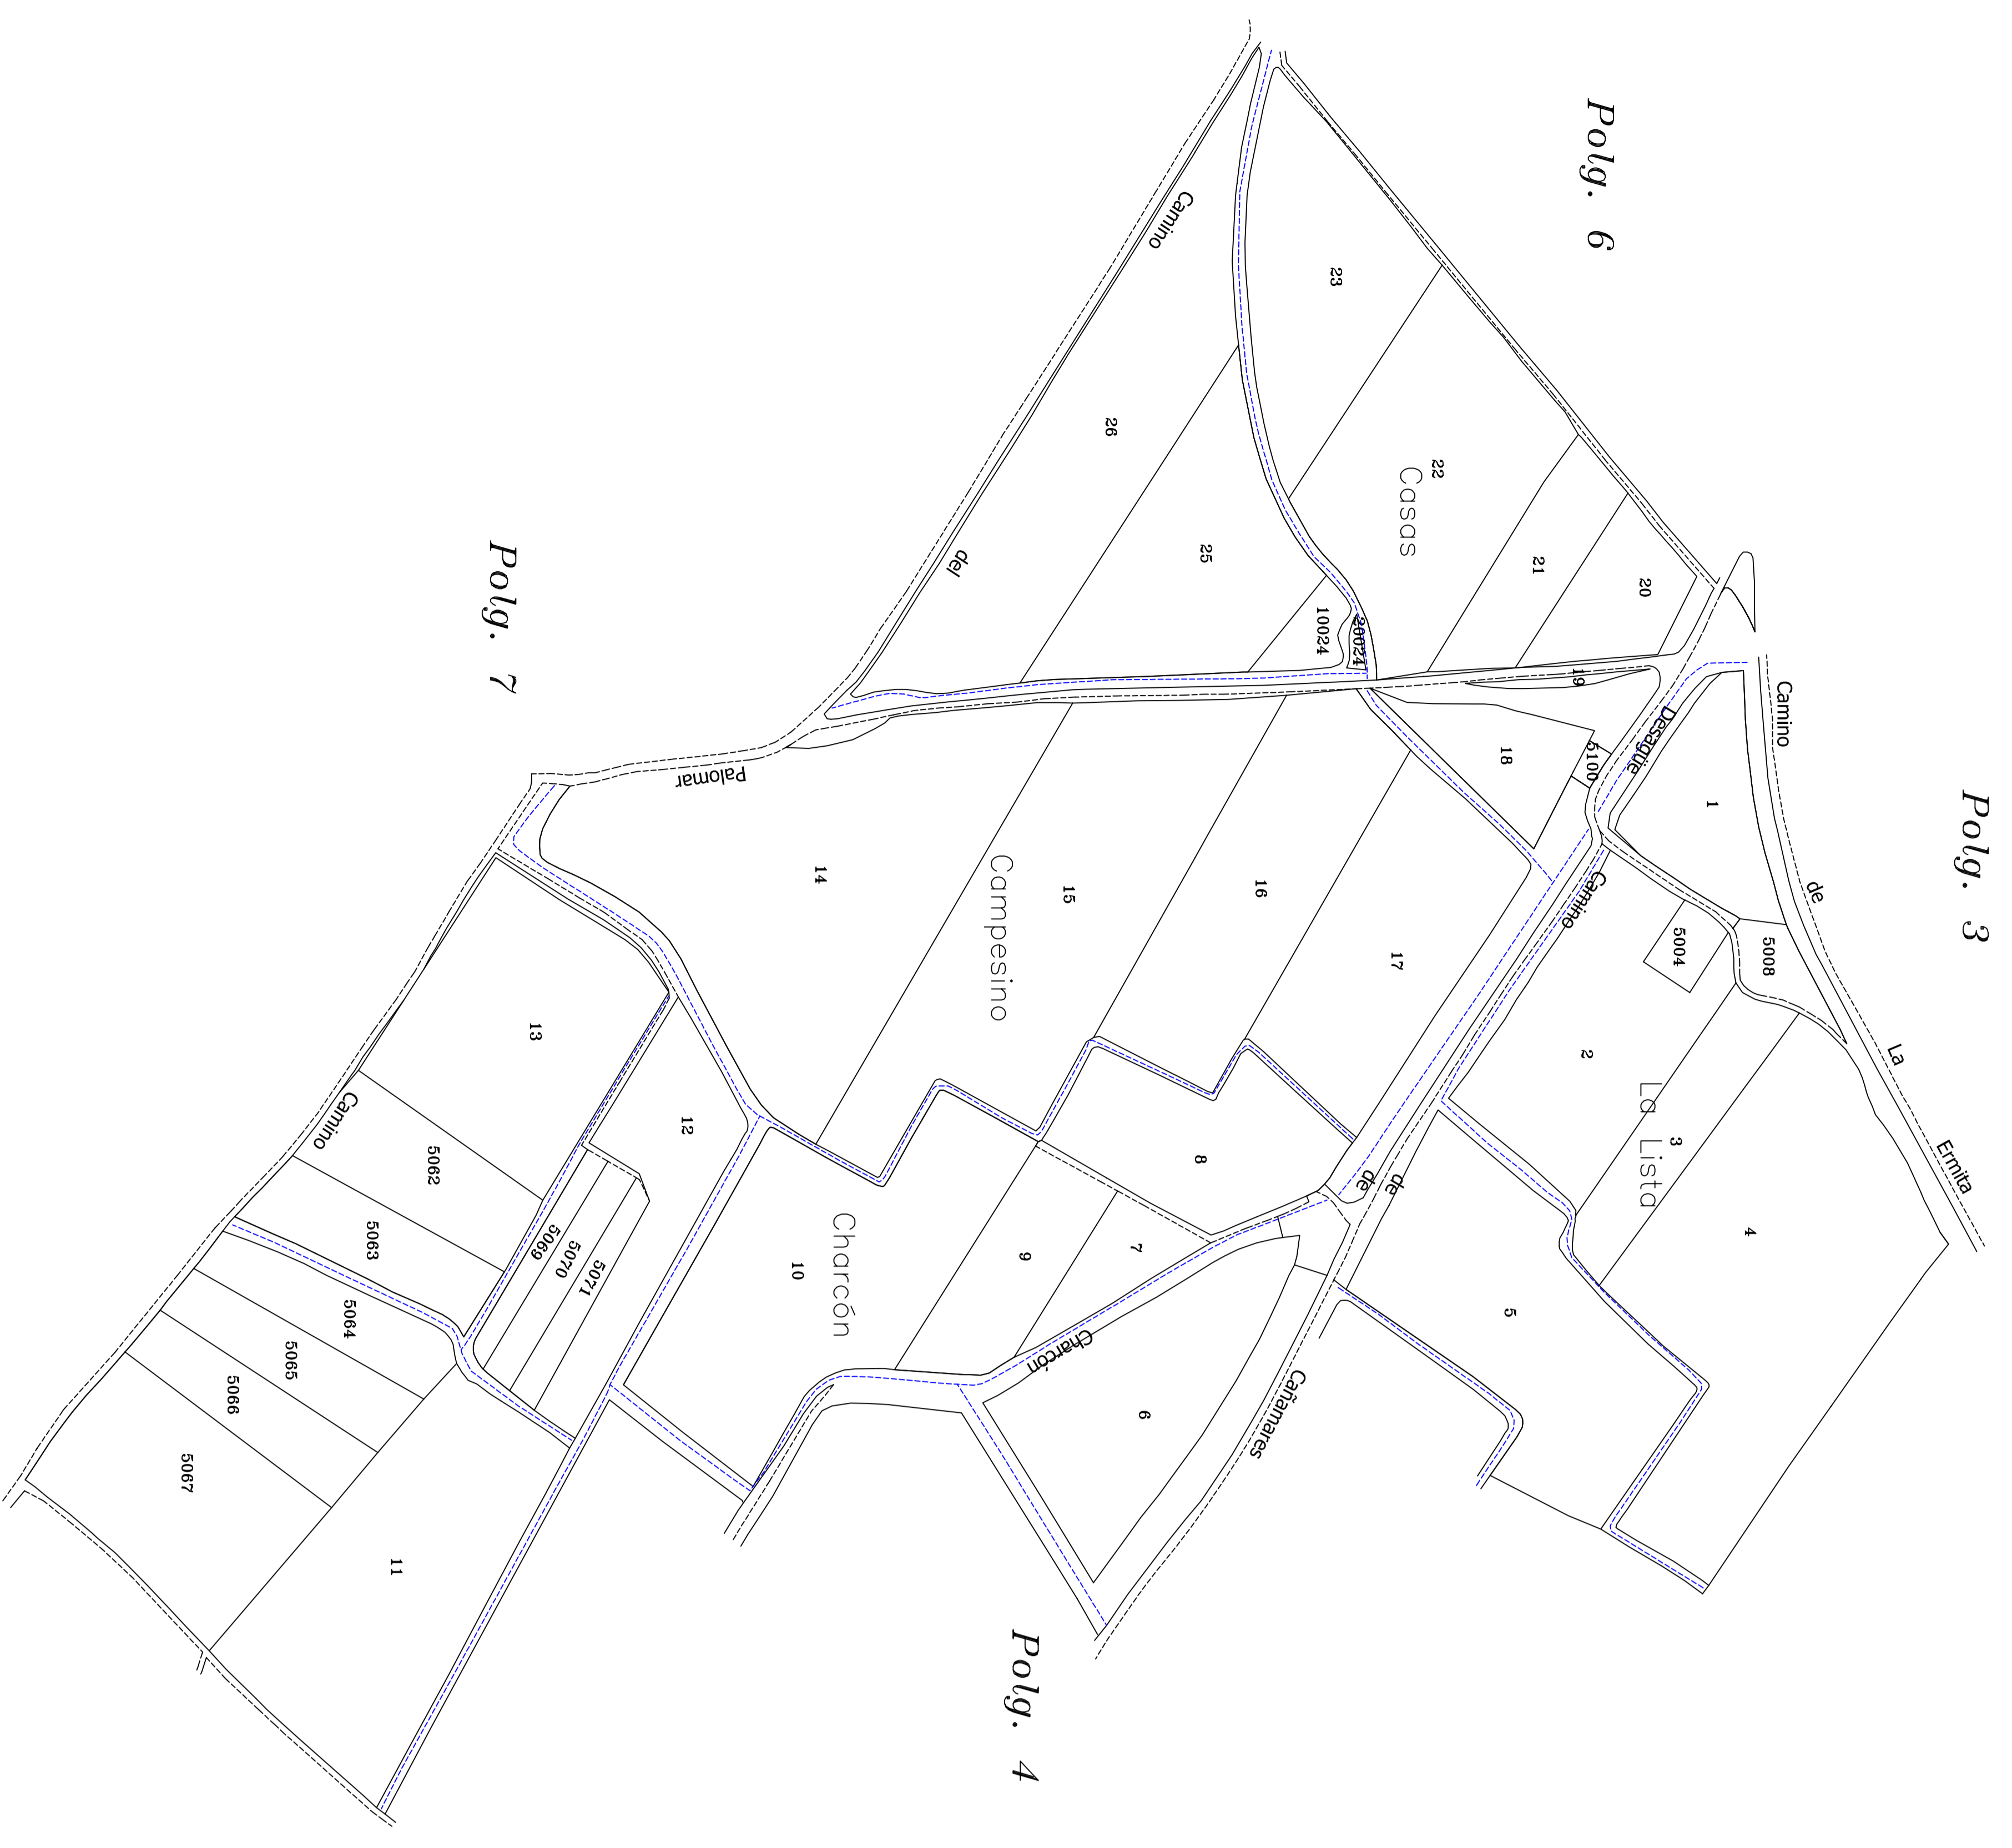 Polg. 6
Polg. 3
Polg. 7
Polg. 4
Casas
Campesino
Charcón
La Lista
Camino
del
Palomar
Camino
Camino
de
La
Ermita
Desagüe
Camino
de
de
Cañamares
Charcón
23
22
21
20
19
26
25
10024
20024
18
5100
1
5008
5004
2
3
4
5
14
15
16
17
13
12
8
9
7
6
10
5062
5063
5064
5065
5066
5067
5069
5070
5071
11